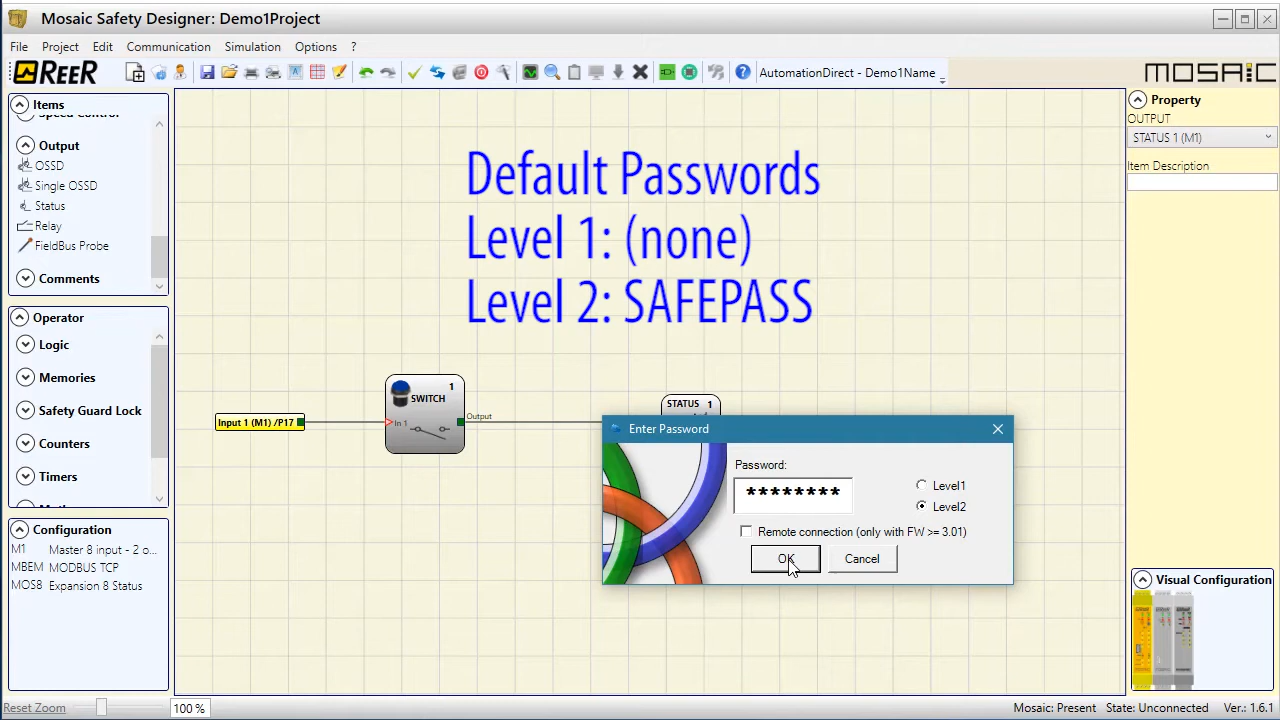 Mosaic Safety Designer: Demo1Project
File Project Edit Communication Simulation Options ?
REER
AutomationDirect - Demo1Name
MOSAIC
Items
Output
OSSD
Single OSSD
Status
Relay
FieldBus Probe
Comments
Operator
Logic
Memories
Safety Guard Lock
Counters
Timers
Configuration
M1 Master 8 input - 2 o...
MBEM MODBUS TCP
MOS8 Expansion 8 Status
Default Passwords
Level 1: (none)
Level 2: SAFEPASS
Input 1 (M1) /P17
SWITCH 1
In 1
Output
STATUS 1
Enter Password
Password:
********
Level1
Level2
Remote connection (only with FW >= 3.01)
OK
Cancel
Property
OUTPUT
STATUS 1 (M1)
Item Description
Visual Configuration
Reset Zoom
100 %
Mosaic: Present State: Unconnected Ver.: 1.6.1